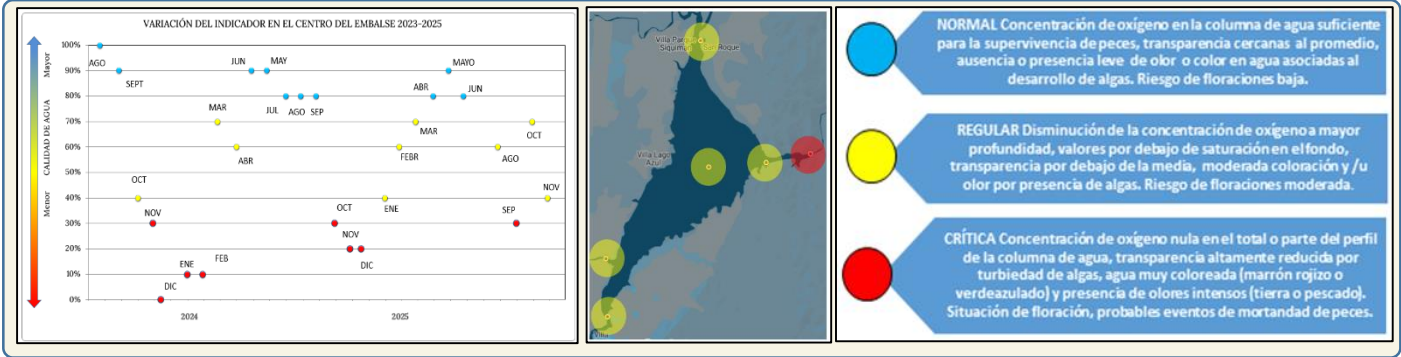 VARIACIÓN DEL INDICADOR EN EL CENTRO DEL EMBALSE 2023-2025
Mayor
CALIDAD DE AGUA
Menor
100%
90%
80%
70%
60%
50%
40%
30%
20%
10%
0%
AGO
SEPT
OCT
NOV
DIC
ENE
FEB
MAR
ABR
JUN
MAY
JUL
AGO
SEP
OCT
NOV
DIC
ENE
FEBR
MAR
ABR
MAYO
JUN
AGO
SEP
OCT
NOV
2024
2025
Villa Parque
Siquiman
San Roque
Villa Lago
Azul
NORMAL Concentración de oxígeno en la columna de agua suficiente
para la supervivencia de peces, transparencia cercanas al promedio,
ausencia o presencia leve de olor o color en agua asociadas al
desarrollo de algas. Riesgo de floraciones baja.
REGULAR Disminución de la concentración de oxígeno a mayor
profundidad, valores por debajo de saturación en el fondo,
transparencia por debajo de la media, moderada coloración y /u
olor por presencia de algas. Riesgo de floraciones moderada.
CRÍTICA Concentración de oxígeno nula en el total o parte del perfil
de la columna de agua, transparencia altamente reducida por
turbiedad de algas, agua muy coloreada (marrón rojizo o
verdeazulado) y presencia de olores intensos (tierra o pescado).
Situación de floración, probables eventos de mortandad de peces.